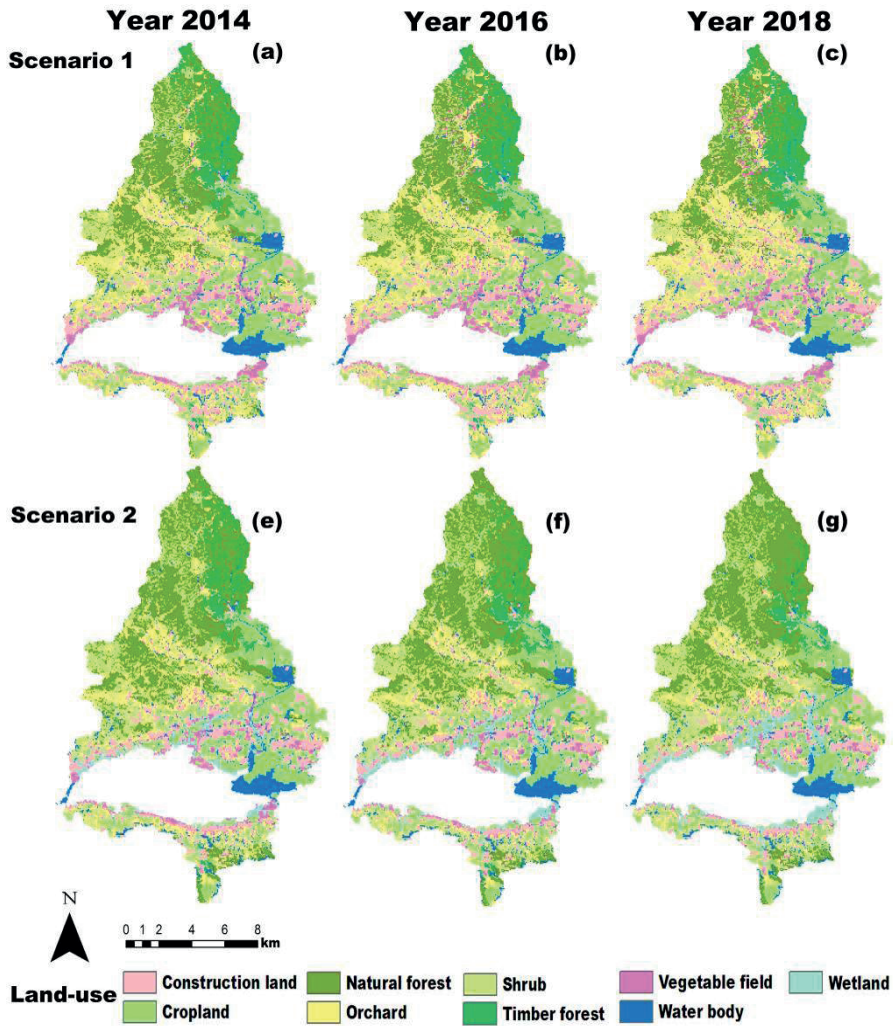 Year 2014
Year 2016
Year 2018
Scenario 1
(a)
(b)
(c)
Scenario 2
(e)
(f)
(g)
N
0 1 2 4 6 8
km
Land-use
Construction land
Natural forest
Shrub
Vegetable field
Wetland
Cropland
Orchard
Timber forest
Water body